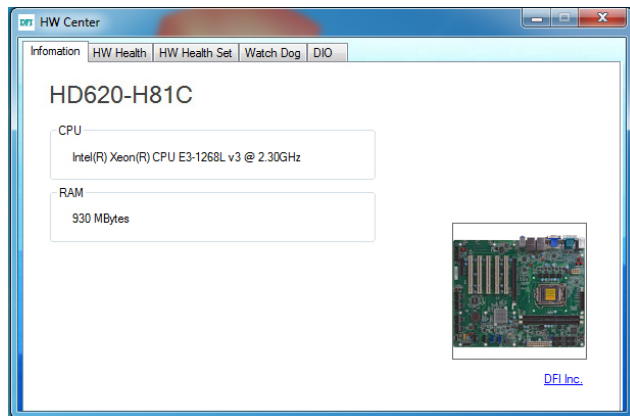 DFI HW Center
Infomation HW Health HW Health Set Watch Dog DIO
HD620-H81C
CPU
Intel(R) Xeon(R) CPU E3-1268L v3 @ 2.30GHz
RAM
930 MBytes
DFI Inc.